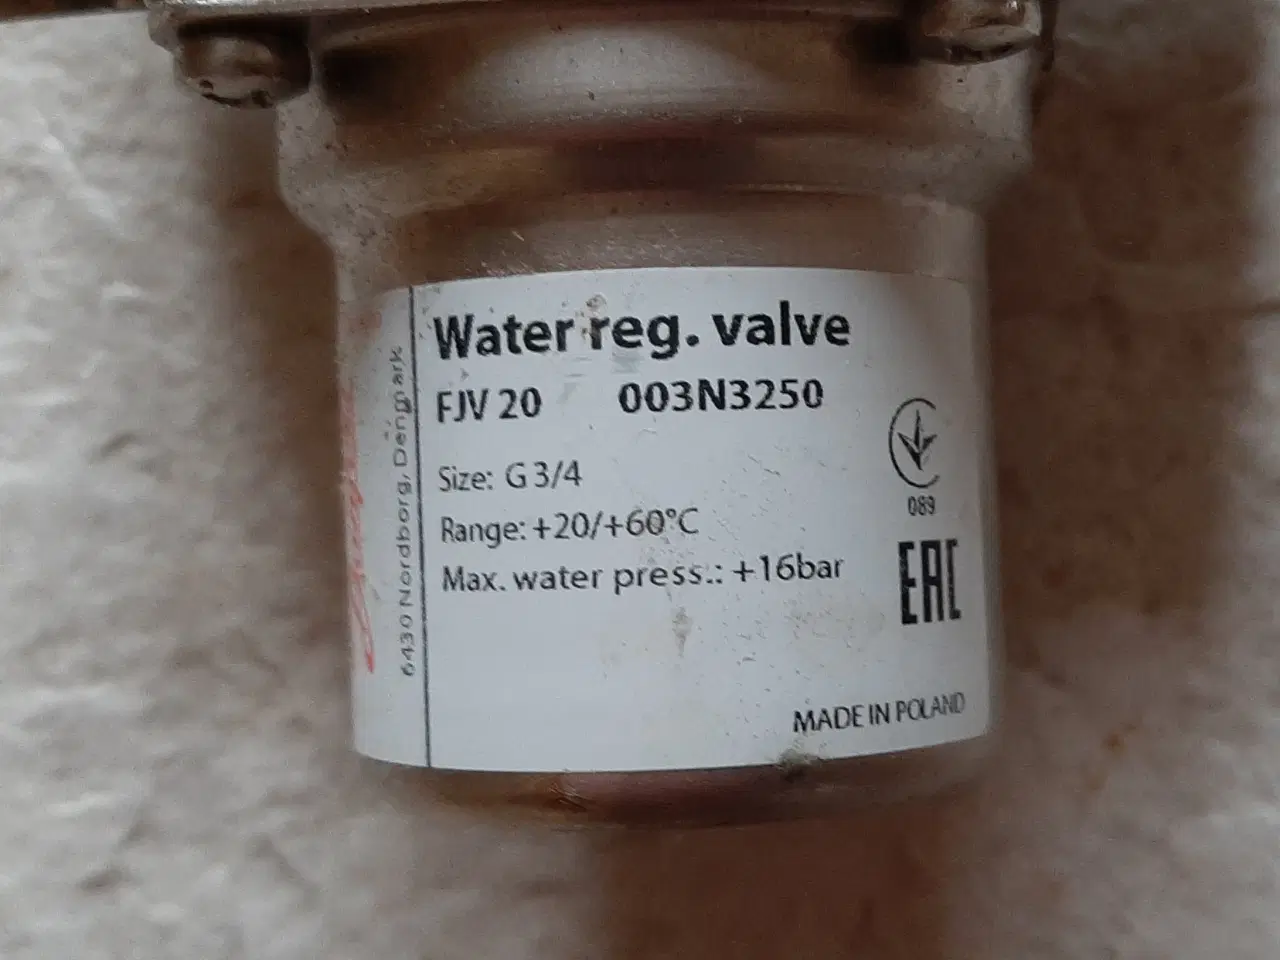 Water reg. valve
FJV 20 003N3250
Size: G 3/4
Range: +20/+60°C
Max. water press.: +16bar
089
EAC
MADE IN POLAND
6430 Nordborg, Denmark